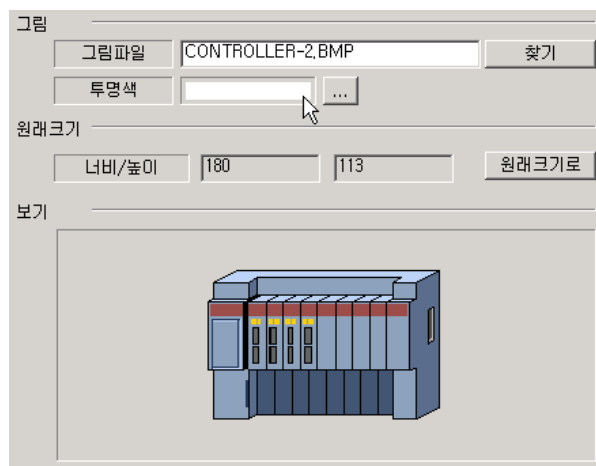 그림
그림파일 CONTROLLER-2.BMP 찾기
투명색 ...
원래크기
너비/높이 180 113 원래크기로
보기